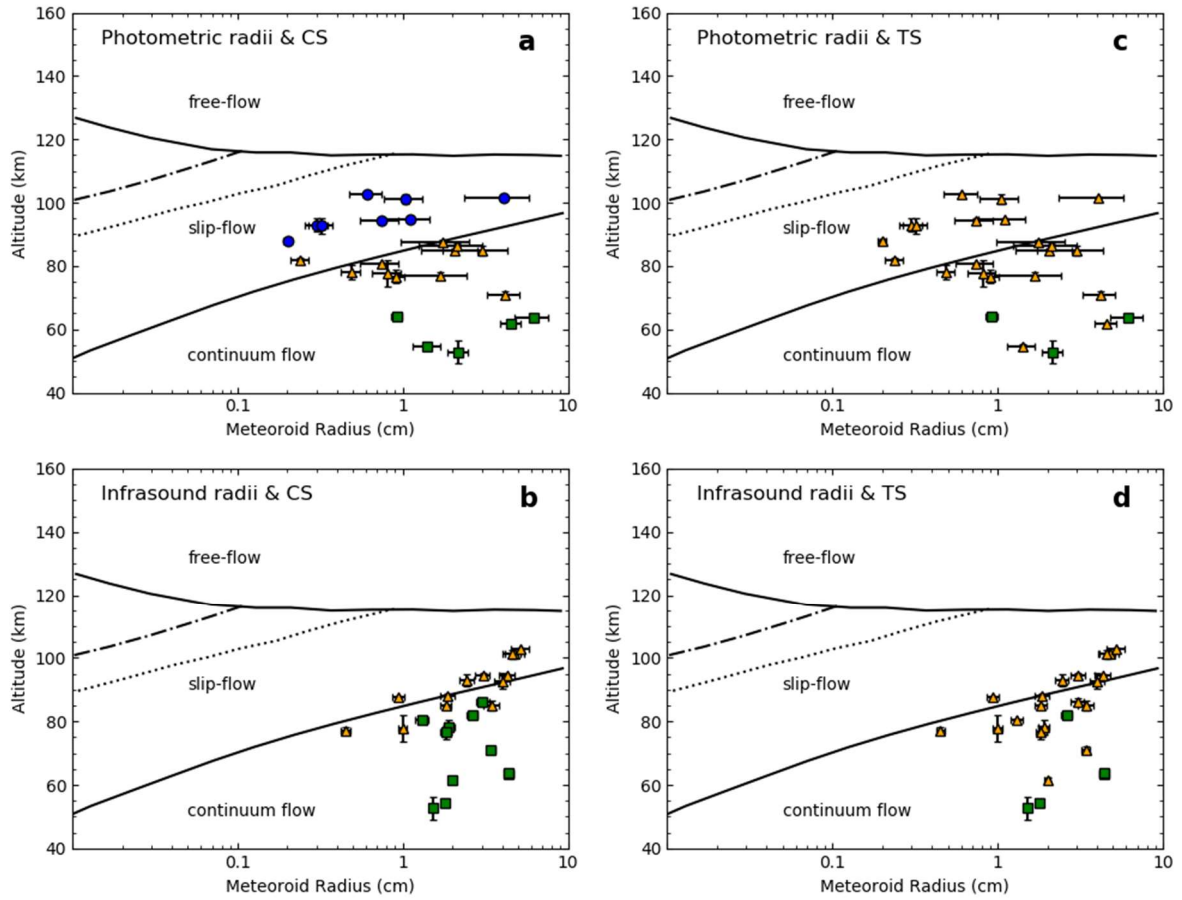 Photometric radii & CS
a
free-flow
slip-flow
continuum flow
160
140
120
100
80
60
40
Altitude (km)
0.1
1
10
Meteoroid Radius (cm)
Photometric radii & TS
c
free-flow
slip-flow
continuum flow
160
140
120
100
80
60
40
Altitude (km)
0.1
1
10
Meteoroid Radius (cm)
Infrasound radii & CS
b
free-flow
slip-flow
continuum flow
160
140
120
100
80
60
40
Altitude (km)
0.1
1
10
Meteoroid Radius (cm)
Infrasound radii & TS
d
free-flow
slip-flow
continuum flow
160
140
120
100
80
60
40
Altitude (km)
0.1
1
10
Meteoroid Radius (cm)